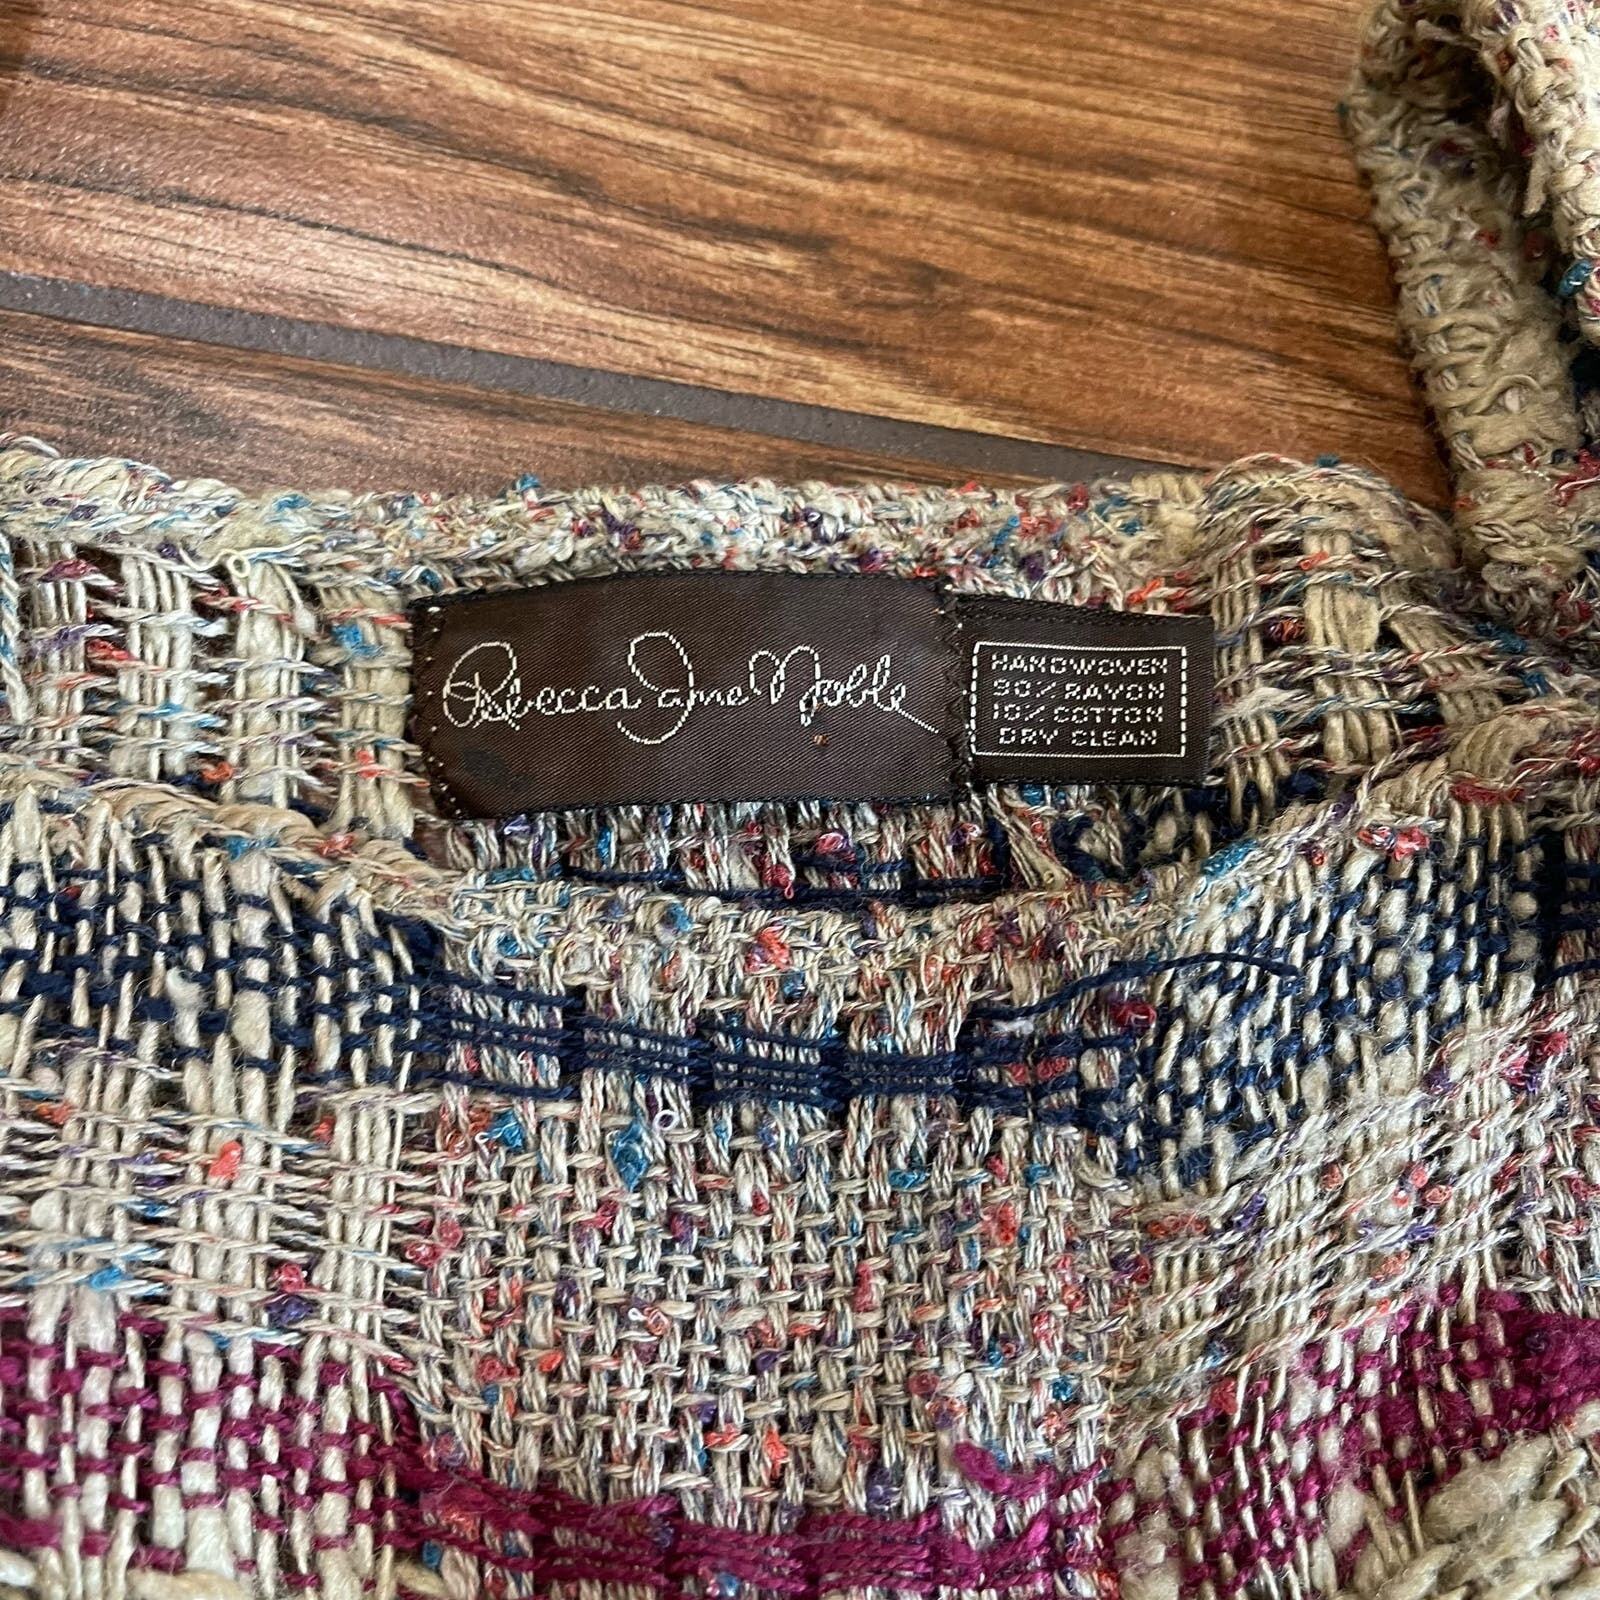 Rebecca Jane Noble
HANDWOVEN
90% RAYON
10% COTTON
DRY CLEAN